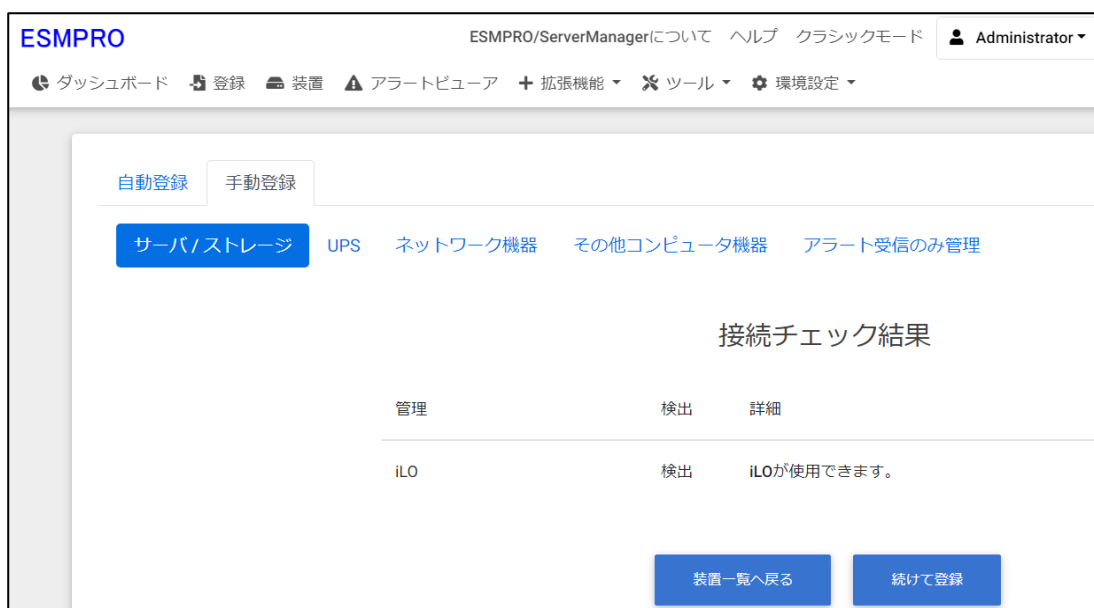 ESMPRO ESMPRO/ServerManagerについて ヘルプ クラシックモード Administrator
ダッシュボード 登録 装置 アラートビューア 拡張機能 ツール 環境設定
自動登録 手動登録
サーバ / ストレージ UPS ネットワーク機器 その他コンピュータ機器 アラート受信のみ管理
接続チェック結果
管理 検出 詳細
iLO 検出 iLOが使用できます。
装置一覧へ戻る 続けて登録